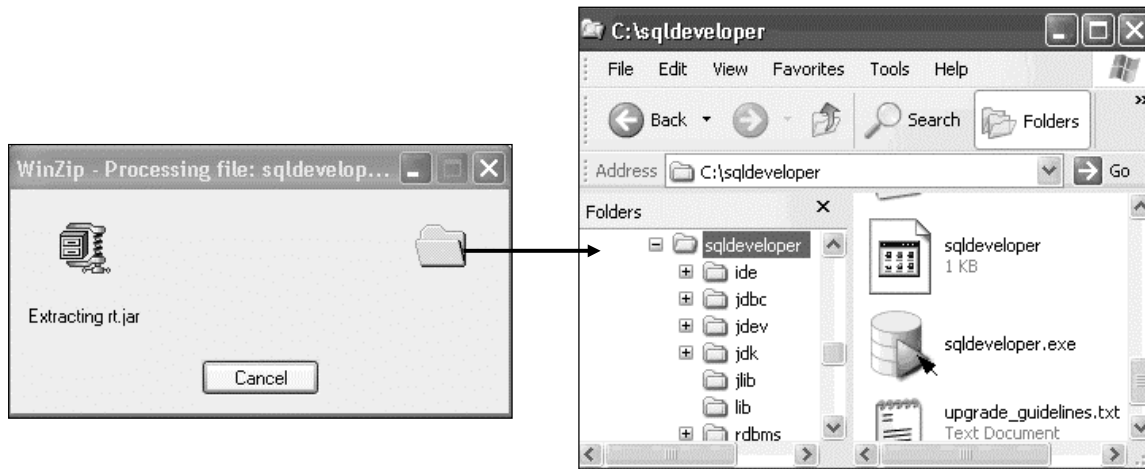 WinZip - Processing file: sqldevelop...
Extracting rt.jar
Cancel
C:\sqldeveloper
File Edit View Favorites Tools Help
Back Search Folders »
Address C:\sqldeveloper Go
Folders
sqldeveloper
ide
jdbc
jdev
jdk
jlib
lib
rdbms
sqldeveloper
1 KB
sqldeveloper.exe
upgrade_guidelines.txt
Text Document